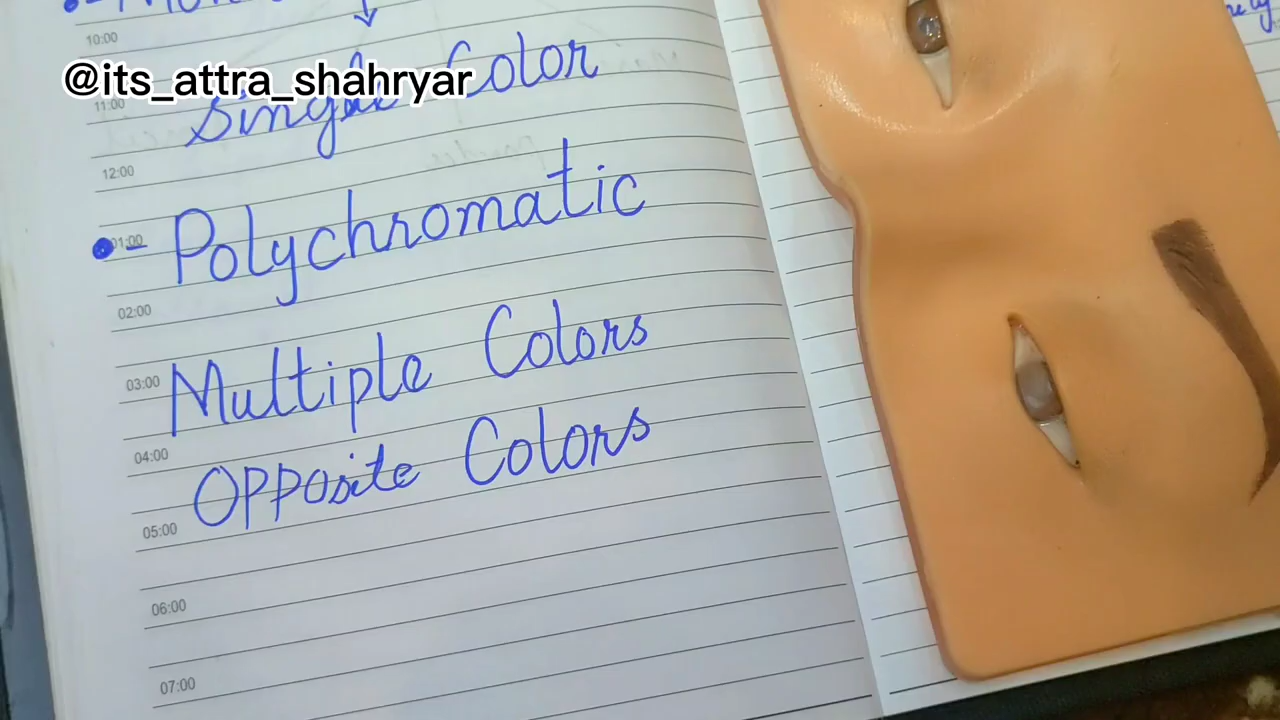 10:00
@its_attra_shahryar
Color
11:00
12:00
Polychromatic
01:00
02:00
Multiple Colors
03:00
Opposite Colors
04:00
05:00
06:00
07:00